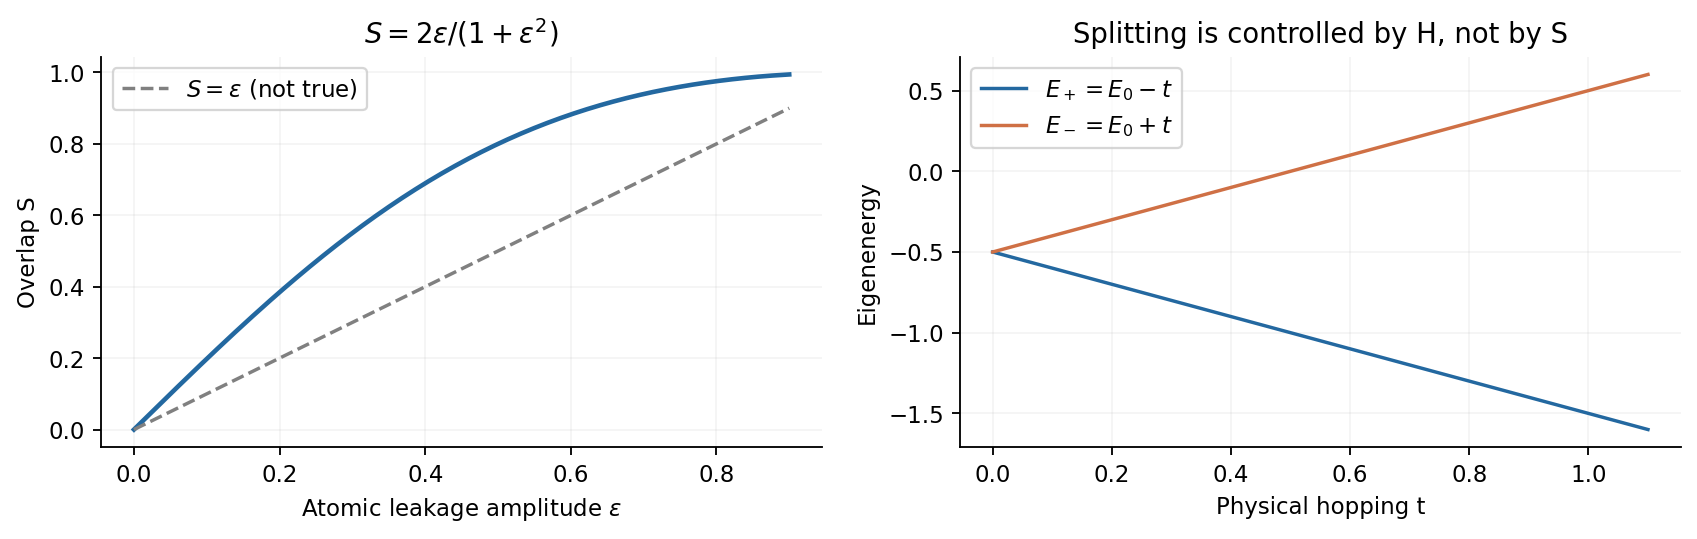 S = 2ε/(1 + ε²)
S = ε (not true)
1.0
0.8
0.6
0.4
0.2
0.0
Overlap S
0.0 0.2 0.4 0.6 0.8
Atomic leakage amplitude ε
Splitting is controlled by H, not by S
E₊ = E₀ − t
E₋ = E₀ + t
0.5
0.0
−0.5
−1.0
−1.5
Eigenenergy
0.0 0.2 0.4 0.6 0.8 1.0
Physical hopping t